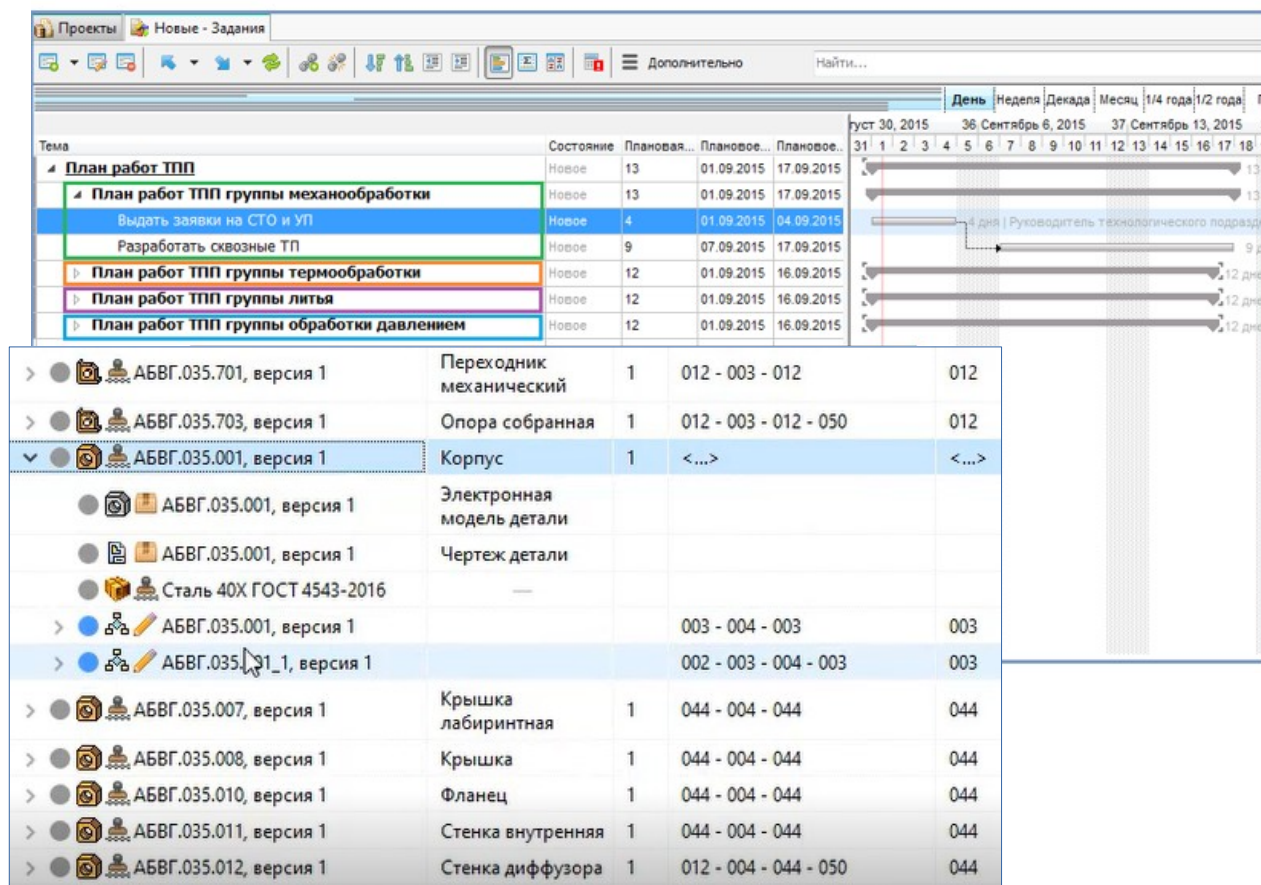 Проекты Новые - Задания
Дополнительно Найти...
День Неделя Декада Месяц 1/4 года 1/2 года
густ 30, 2015 36 Сентябрь 6, 2015 37 Сентябрь 13, 2015
Тема Состояние Плановая... Плановое... Плановое... 31 1 2 3 4 5 6 7 8 9 10 11 12 13 14 15 16 17 18
План работ ТПП Новое 13 01.09.2015 17.09.2015 13
План работ ТПП группы механообработки Новое 13 01.09.2015 17.09.2015 13
Выдать заявки на СТО и УП Новое 4 01.09.2015 04.09.2015 4 дня | Руководитель технологического подразд
Разработать сквозные ТП Новое 9 07.09.2015 17.09.2015 9 д
План работ ТПП группы термообработки Новое 12 01.09.2015 16.09.2015 12 дне
План работ ТПП группы литья Новое 12 01.09.2015 16.09.2015 12 дне
План работ ТПП группы обработки давлением Новое 12 01.09.2015 16.09.2015 12 дне
АБВГ.035.701, версия 1 Переходник механический 1 012 - 003 - 012 012
АБВГ.035.703, версия 1 Опора собранная 1 012 - 003 - 012 - 050 012
АБВГ.035.001, версия 1 Корпус 1 <...> <...>
АБВГ.035.001, версия 1 Электронная модель детали
АБВГ.035.001, версия 1 Чертеж детали
Сталь 40Х ГОСТ 4543-2016 —
АБВГ.035.001, версия 1 003 - 004 - 003 003
версия 1 002 - 003 - 004 - 003 003
АБВГ.035.007, версия 1 Крышка лабиринтная 1 044 - 004 - 044 044
АБВГ.035.008, версия 1 Крышка 1 044 - 004 - 044 044
АБВГ.035.010, версия 1 Фланец 1 044 - 004 - 044 044
АБВГ.035.011, версия 1 Стенка внутренняя 1 044 - 004 - 044 044
АБВГ.035.012, версия 1 Стенка диффузора 1 012 - 004 - 044 - 050 044